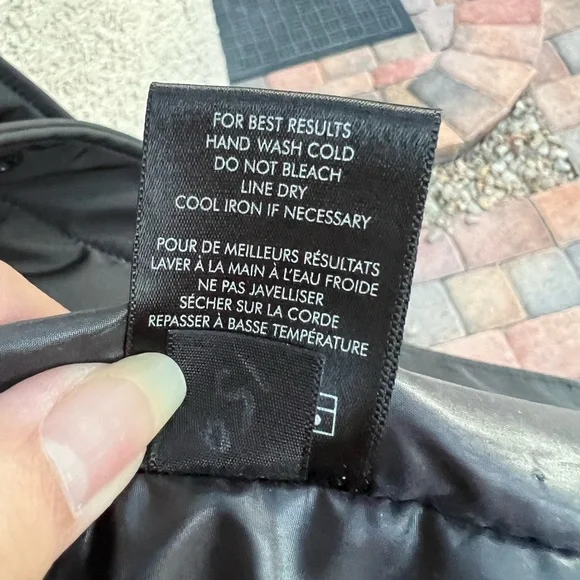 FOR BEST RESULTS
HAND WASH COLD
DO NOT BLEACH
LINE DRY
COOL IRON IF NECESSARY
POUR DE MEILLEURS RÉSULTATS
LAVER À LA MAIN À L'EAU FROIDE
NE PAS JAVELLISER
SÉCHER SUR LA CORDE
REPASSER À BASSE TEMPÉRATURE